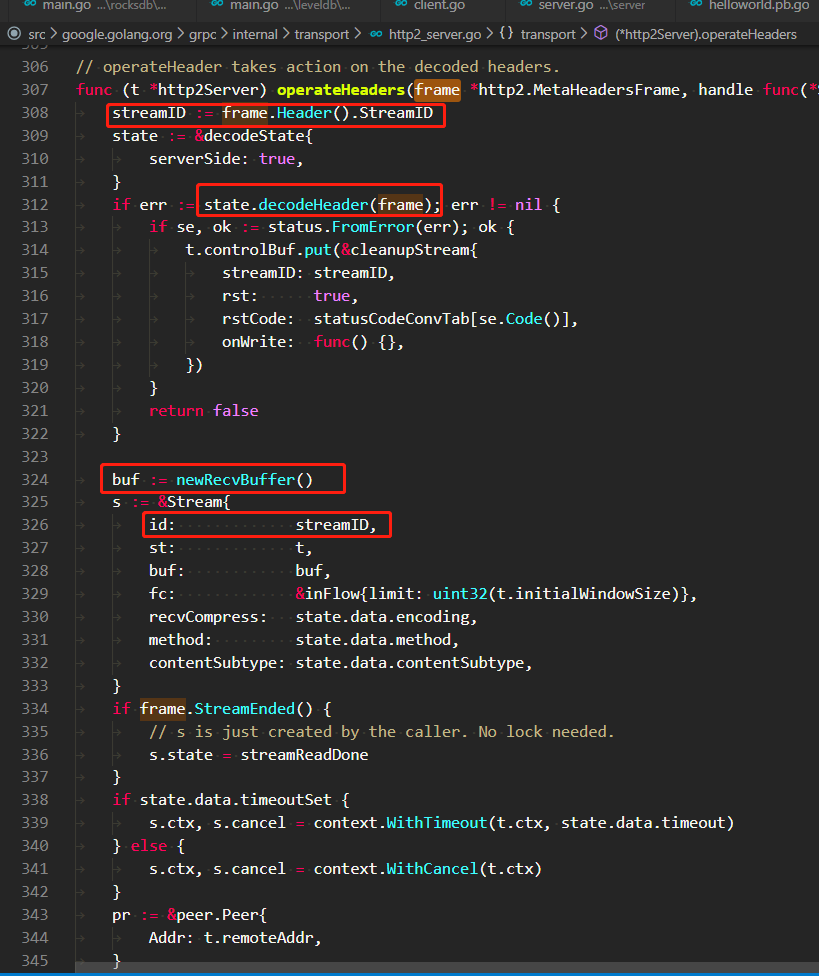 main.go ...\rocksdb\... main.go ...\leveldb\... client.go server.go ...\server helloworld.pb.go
src > google.golang.org > grpc > internal > transport > http2_server.go > {} transport > (*http2Server).operateHeaders
305
306 // operateHeader takes action on the decoded headers.
307 func (t *http2Server) operateHeaders(frame *http2.MetaHeadersFrame, handle func(*
308 streamID := frame.Header().StreamID
309 state := &decodeState{
310 serverSide: true,
311 }
312 if err := state.decodeHeader(frame); err != nil {
313 if se, ok := status.FromError(err); ok {
314 t.controlBuf.put(&cleanupStream{
315 streamID: streamID,
316 rst: true,
317 rstCode: statusCodeConvTab[se.Code()],
318 onWrite: func() {},
319 })
320 }
321 return false
322 }
323
324 buf := newRecvBuffer()
325 s := &Stream{
326 id: streamID,
327 st: t,
328 buf: buf,
329 fc: &inFlow{limit: uint32(t.initialWindowSize)},
330 recvCompress: state.data.encoding,
331 method: state.data.method,
332 contentSubtype: state.data.contentSubtype,
333 }
334 if frame.StreamEnded() {
335 // s is just created by the caller. No lock needed.
336 s.state = streamReadDone
337 }
338 if state.data.timeoutSet {
339 s.ctx, s.cancel = context.WithTimeout(t.ctx, state.data.timeout)
340 } else {
341 s.ctx, s.cancel = context.WithCancel(t.ctx)
342 }
343 pr := &peer.Peer{
344 Addr: t.remoteAddr,
345 }